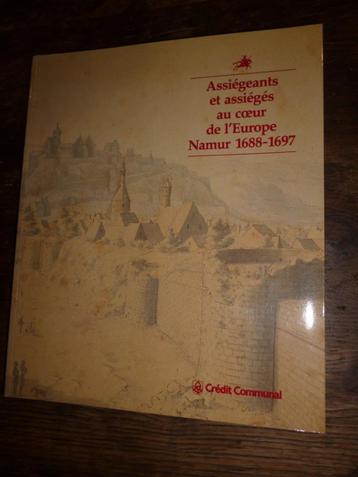 Assiégeants
et assiégés
au cœur
de l'Europe
Namur 1688-1697
Crédit Communal